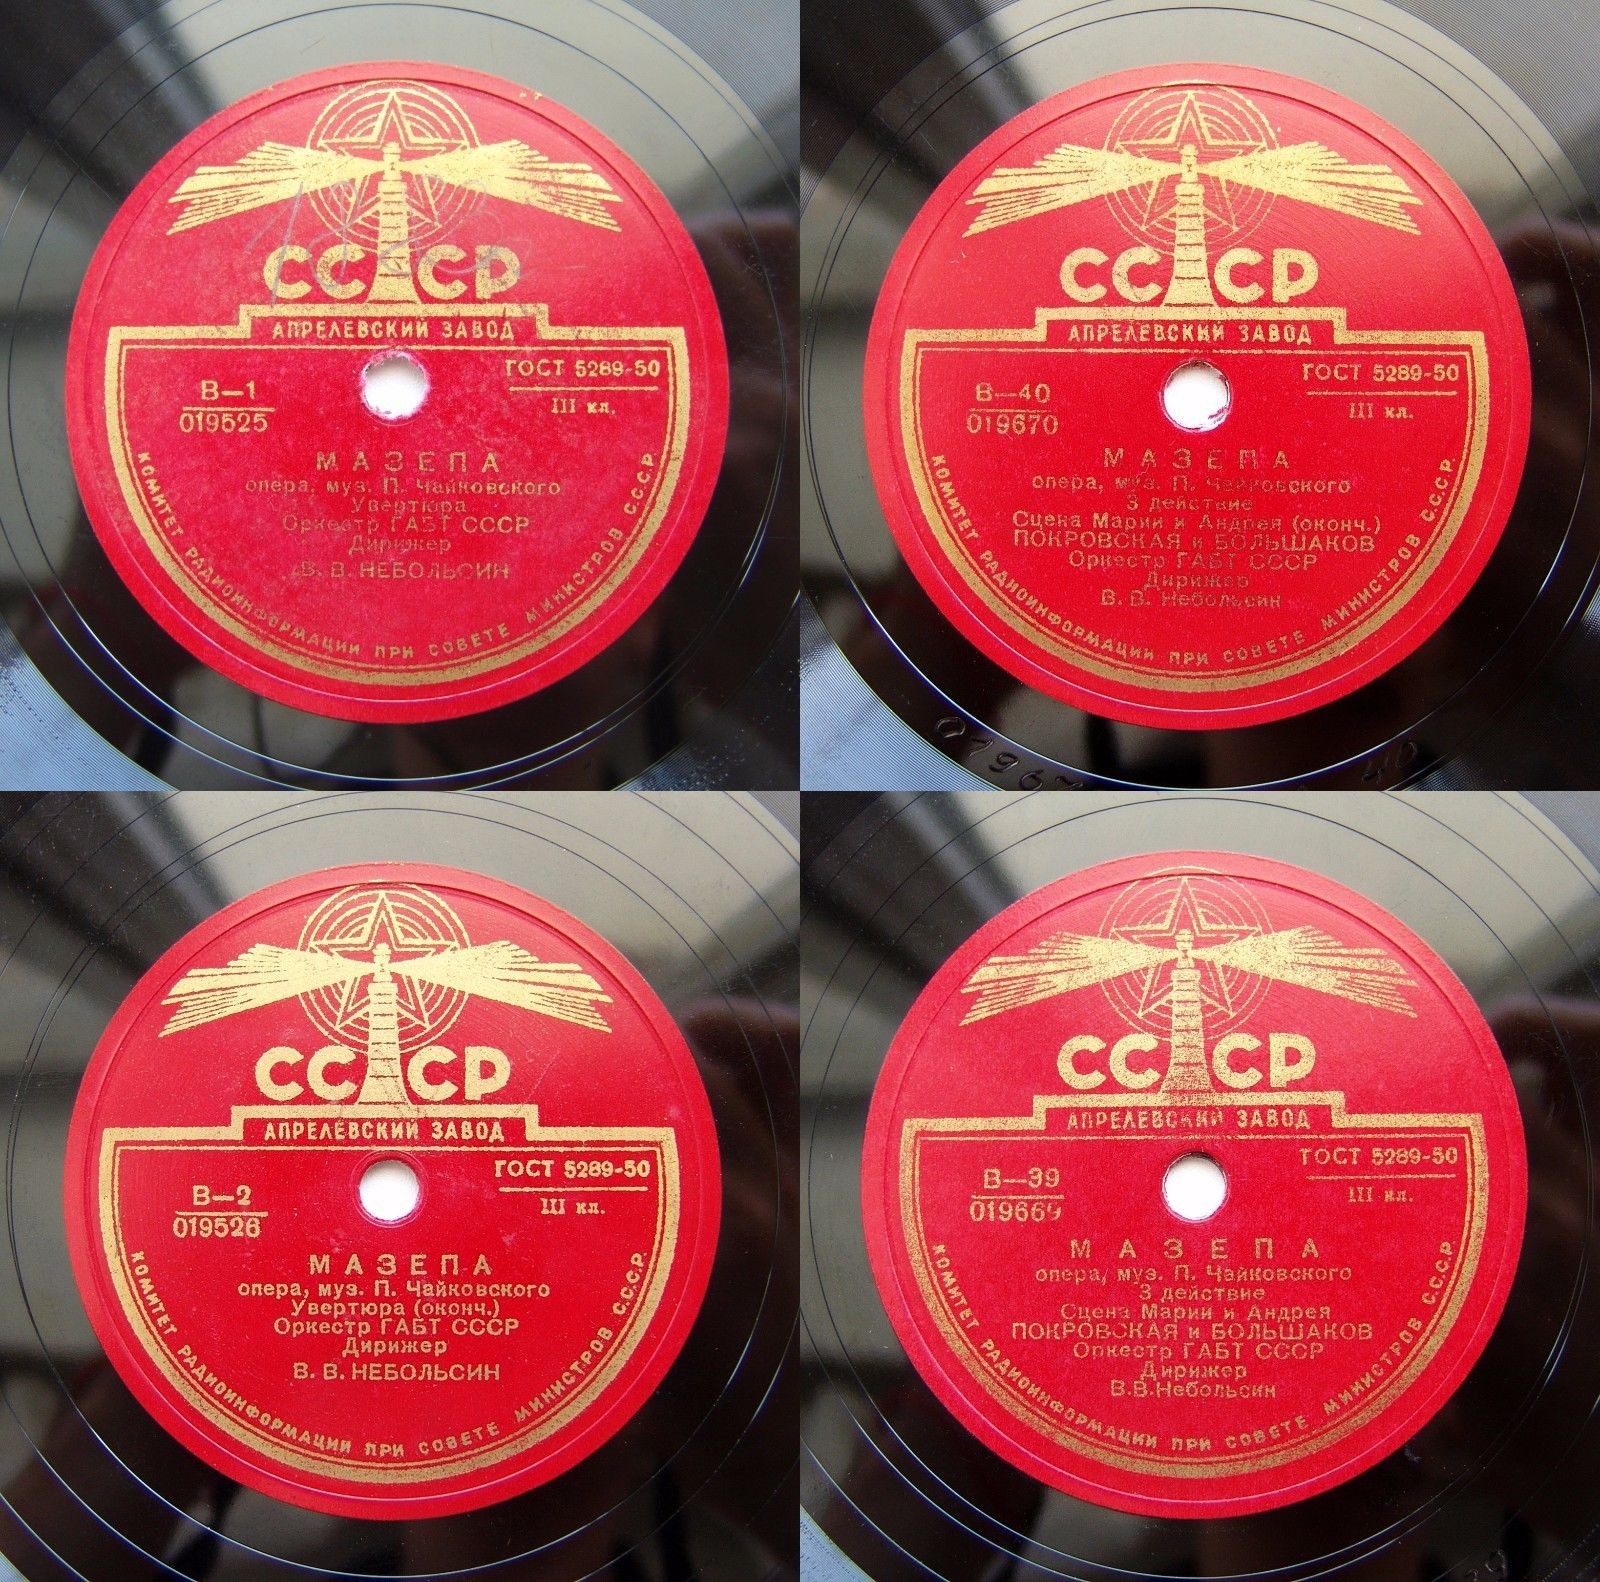 СССР
АПРЕЛЕВСКИЙ ЗАВОД
ГОСТ 5289-50
III кл.
В—1
019525
МАЗЕПА
опера, муз. П. Чайковского
Увертюра
Оркестр ГАБТ СССР
Дирижер
В. В. НЕБОЛЬСИН
КОМИТЕТ РАДИОИНФОРМАЦИИ ПРИ СОВЕТЕ МИНИСТРОВ С.С.С.Р.
СССР
АПРЕЛЕВСКИЙ ЗАВОД
ГОСТ 5289-50
III кл.
В—40
019670
МАЗЕПА
опера, муз. П. Чайковского
3 действие
Сцена Марии и Андрея (оконч.)
ПОКРОВСКАЯ и БОЛЬШАКОВ
Оркестр ГАБТ СССР
Дирижер
В. В. Небольсин
КОМИТЕТ РАДИОИНФОРМАЦИИ ПРИ СОВЕТЕ МИНИСТРОВ С.С.С.Р.
40
СССР
АПРЕЛЕВСКИЙ ЗАВОД
ГОСТ 5289-50
III кл.
В—2
019526
МАЗЕПА
опера, муз. П. Чайковского
Увертюра (оконч.)
Оркестр ГАБТ СССР
Дирижер
В. В. НЕБОЛЬСИН
КОМИТЕТ РАДИОИНФОРМАЦИИ ПРИ СОВЕТЕ МИНИСТРОВ С.С.С.Р.
СССР
АПРЕЛЕВСКИЙ ЗАВОД
ГОСТ 5289-50
III кл.
В—39
019669
МАЗЕПА
опера, муз. П. Чайковского
3 действие
Сцена Марии и Андрея
ПОКРОВСКАЯ и БОЛЬШАКОВ
Оркестр ГАБТ СССР
Дирижер
В.В.Небольсин
КОМИТЕТ РАДИОИНФОРМАЦИИ ПРИ СОВЕТЕ МИНИСТРОВ С.С.С.Р.